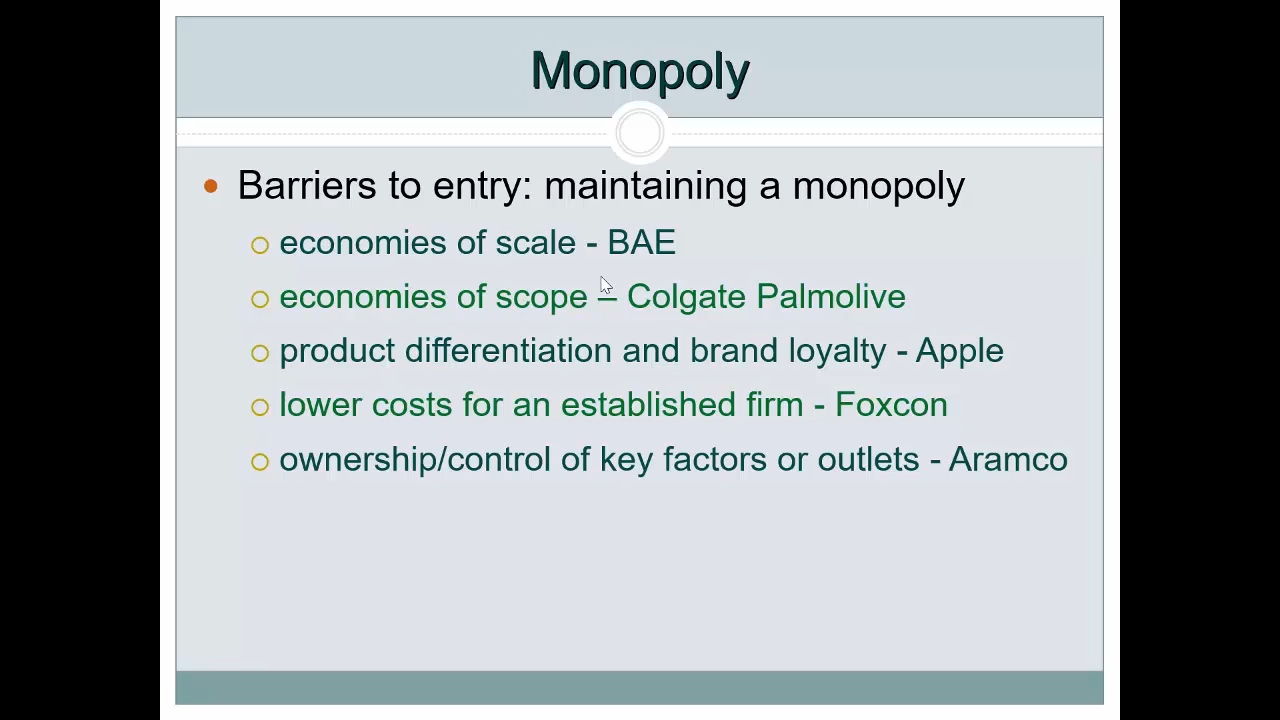 Monopoly
Barriers to entry: maintaining a monopoly
economies of scale - BAE
economies of scope – Colgate Palmolive
product differentiation and brand loyalty - Apple
lower costs for an established firm - Foxcon
ownership/control of key factors or outlets - Aramco